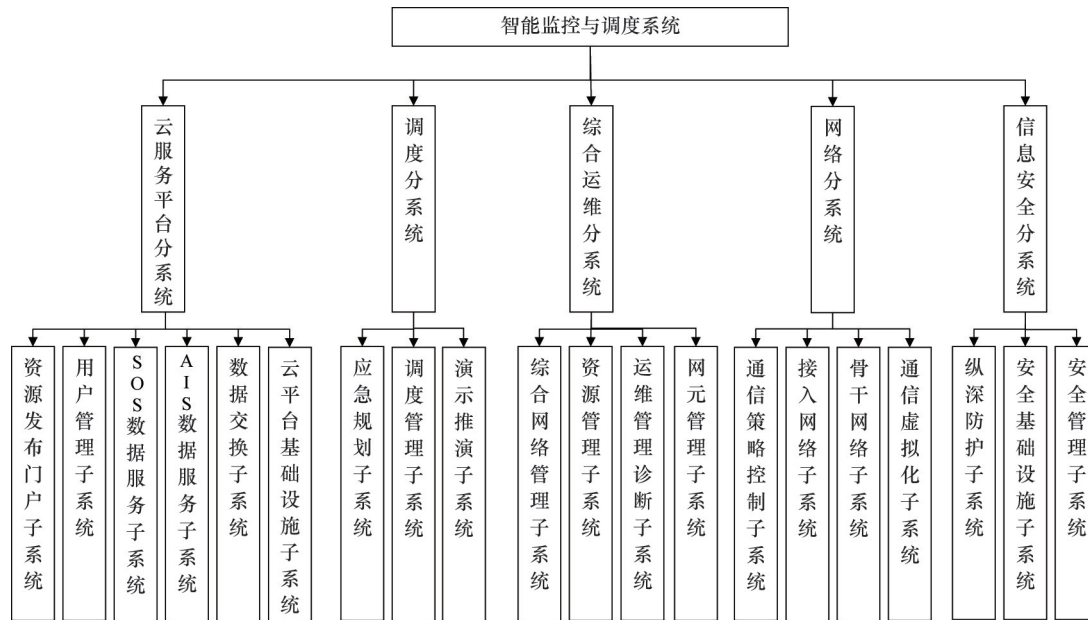 智能监控与调度系统
云服务平台分系统
调度分系统
综合运维分系统
网络分系统
信息安全分系统
资源发布门户子系统
用户管理子系统
SOS数据服务子系统
AIS数据服务子系统
数据交换子系统
云平台基础设施子系统
应急规划子系统
调度管理子系统
演示推演子系统
综合网络管理子系统
资源管理子系统
运维管理诊断子系统
网元管理子系统
通信策略控制子系统
接入网络子系统
骨干网络子系统
通信虚拟化子系统
纵深防护子系统
安全基础设施子系统
安全管理子系统